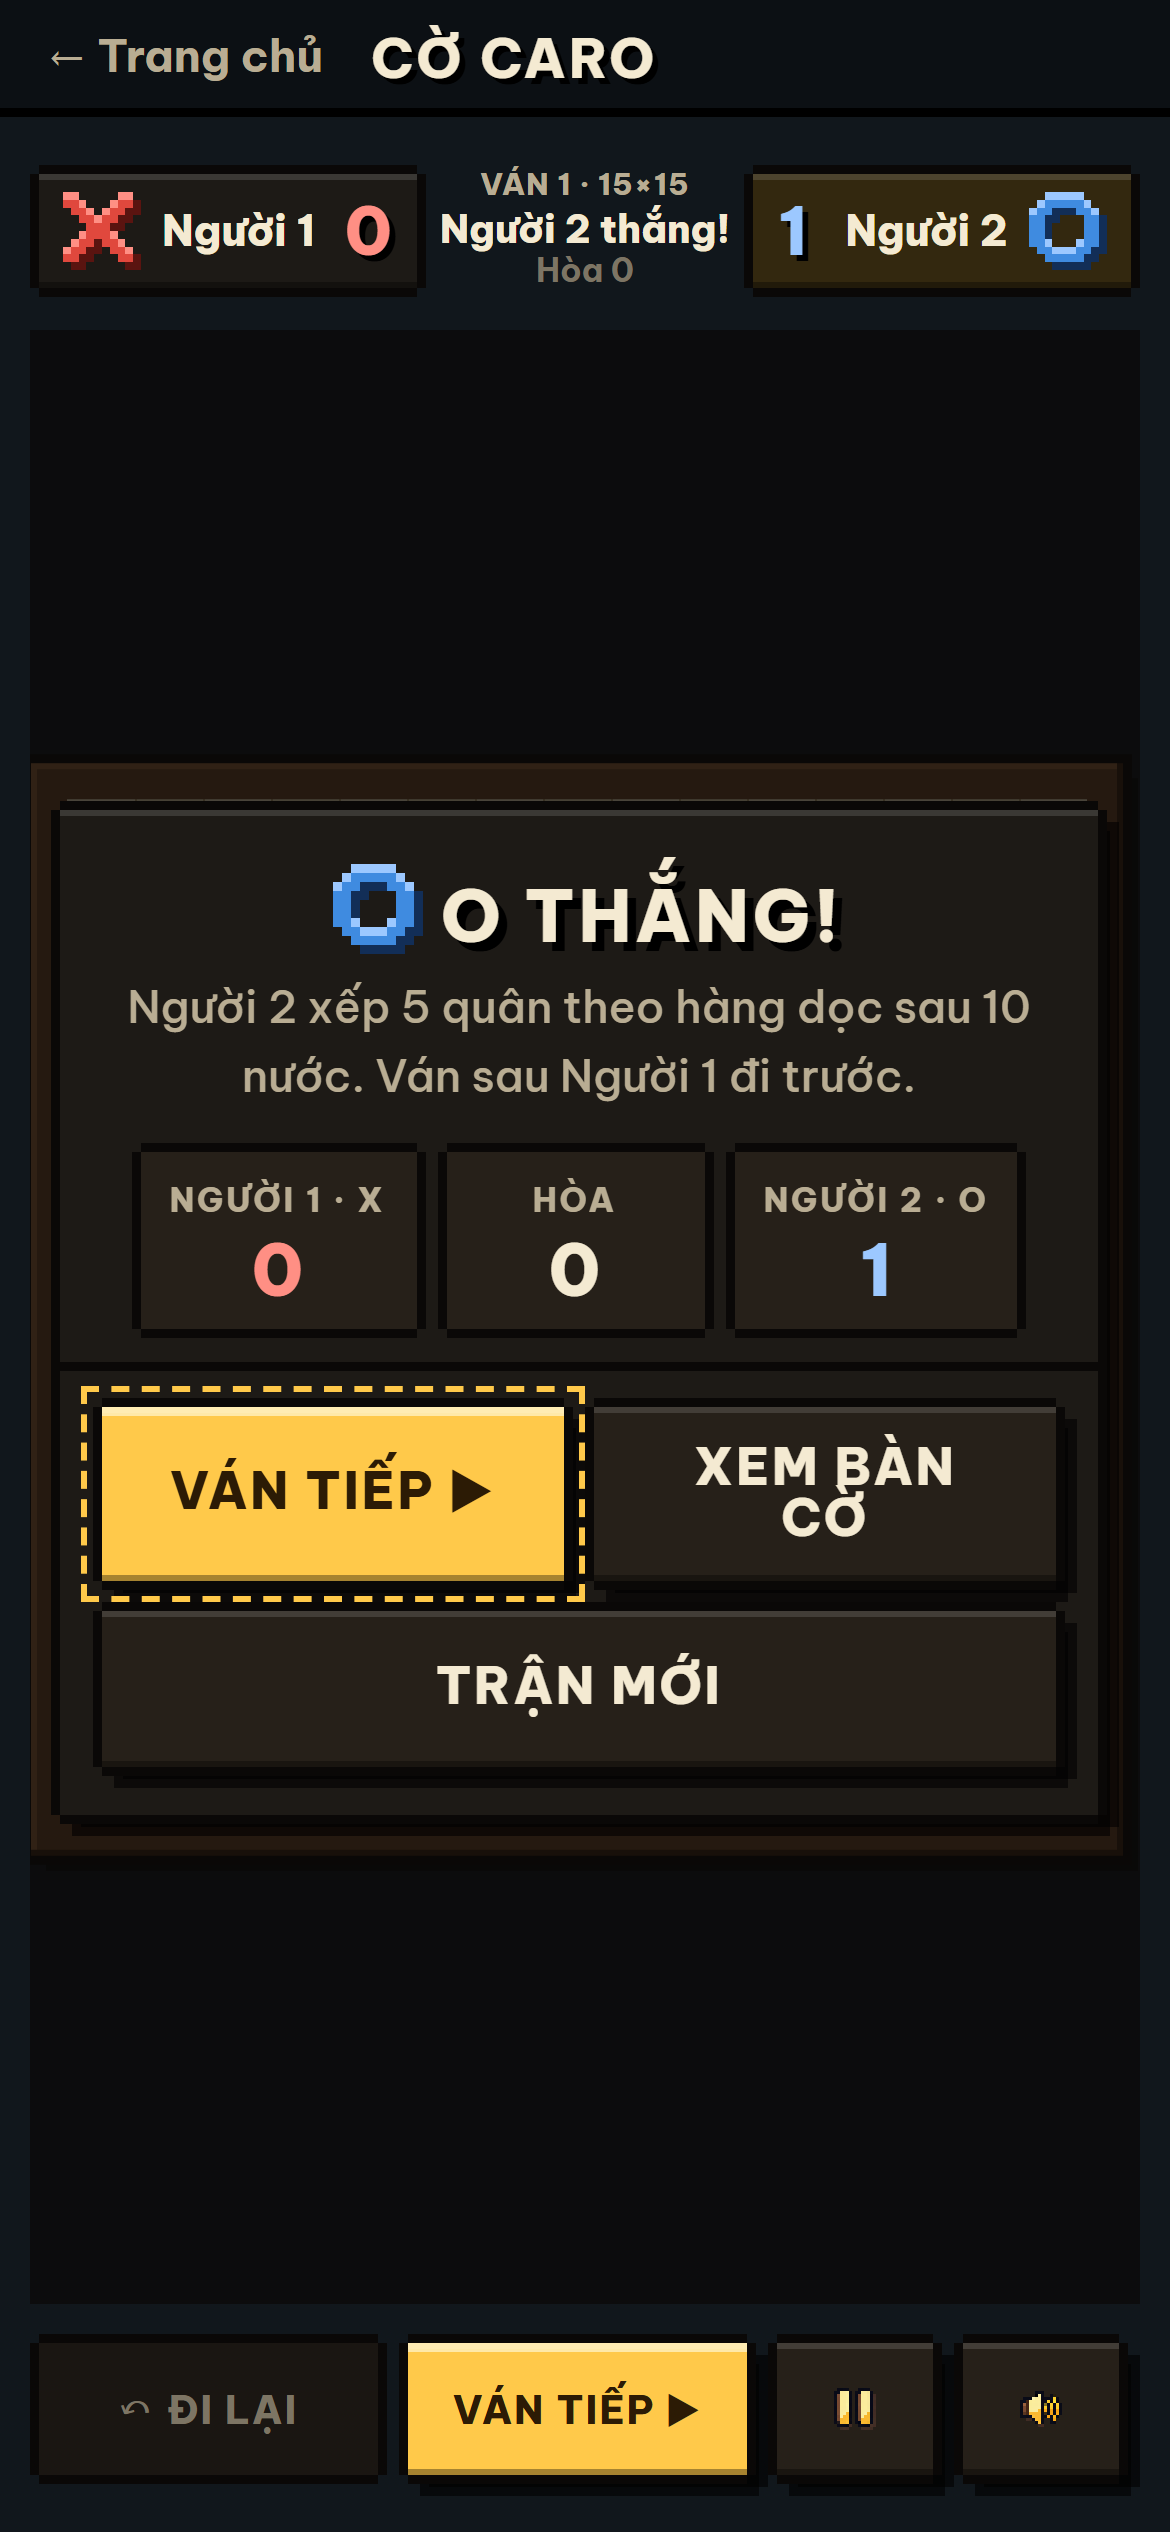 ← Trang chủ CỜ CARO
VÁN 1 · 15×15
Người 1 0 Người 2 thắng! 1 Người 2
Hòa 0
O THẮNG!
Người 2 xếp 5 quân theo hàng dọc sau 10
nước. Ván sau Người 1 đi trước.
NGƯỜI 1 · X HÒA NGƯỜI 2 · O
0 0 1
VÁN TIẾP ▶ XEM BÀN
CỜ
TRẬN MỚI
↶ ĐI LẠI VÁN TIẾP ▶